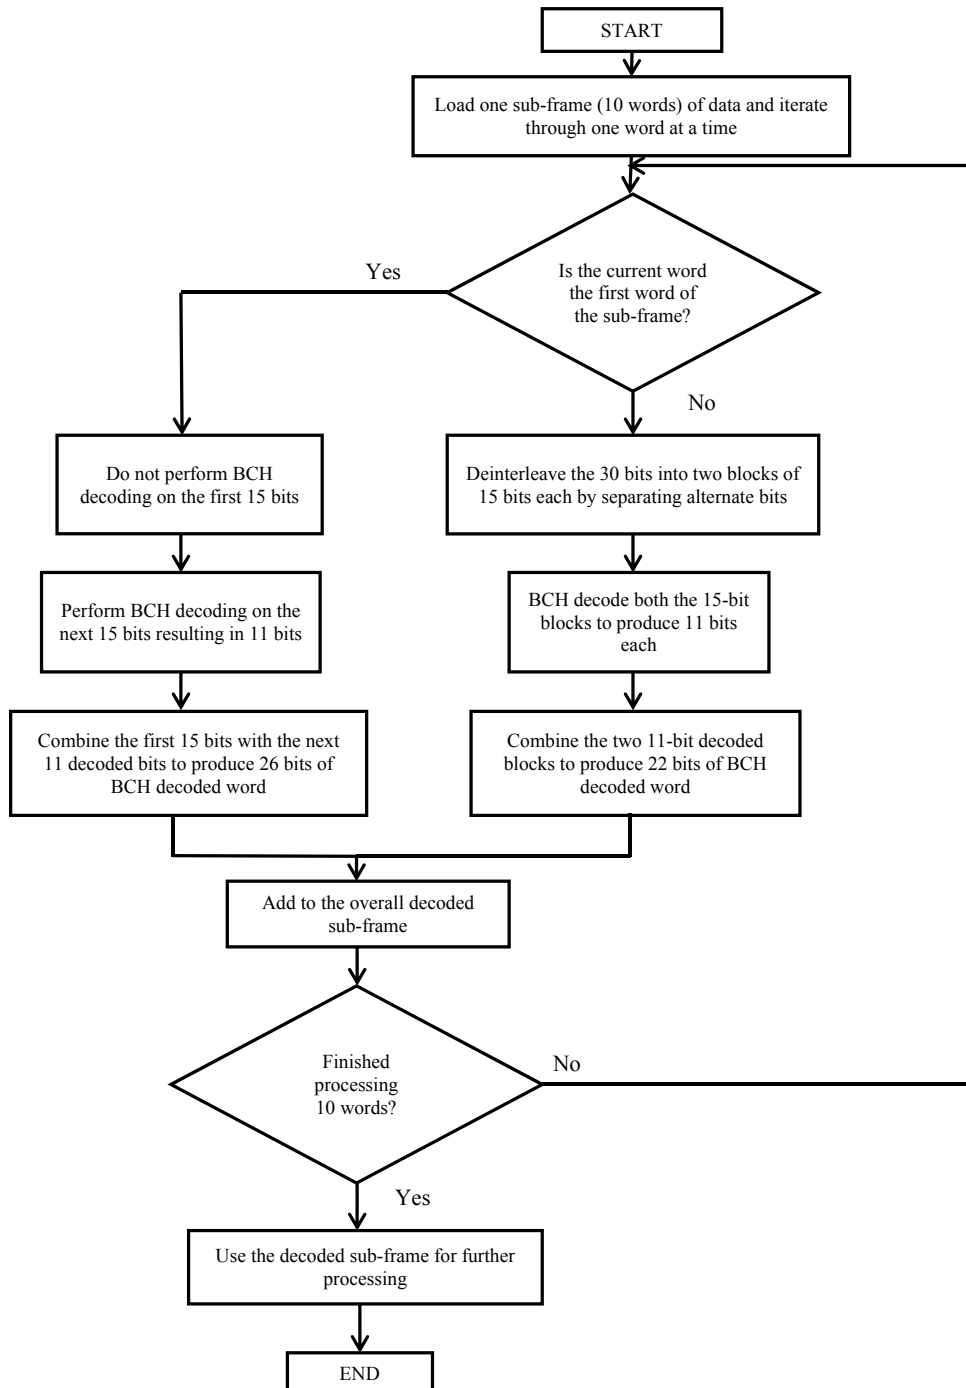 START
Load one sub-frame (10 words) of data and iterate
through one word at a time
Is the current word
the first word of
the sub-frame?
Yes
No
Do not perform BCH
decoding on the first 15 bits
Deinterleave the 30 bits into two blocks of
15 bits each by separating alternate bits
Perform BCH decoding on the
next 15 bits resulting in 11 bits
BCH decode both the 15-bit
blocks to produce 11 bits
each
Combine the first 15 bits with the next
11 decoded bits to produce 26 bits of
BCH decoded word
Combine the two 11-bit decoded
blocks to produce 22 bits of BCH
decoded word
Add to the overall decoded
sub-frame
Finished
processing
10 words?
No
Yes
Use the decoded sub-frame for further
processing
END